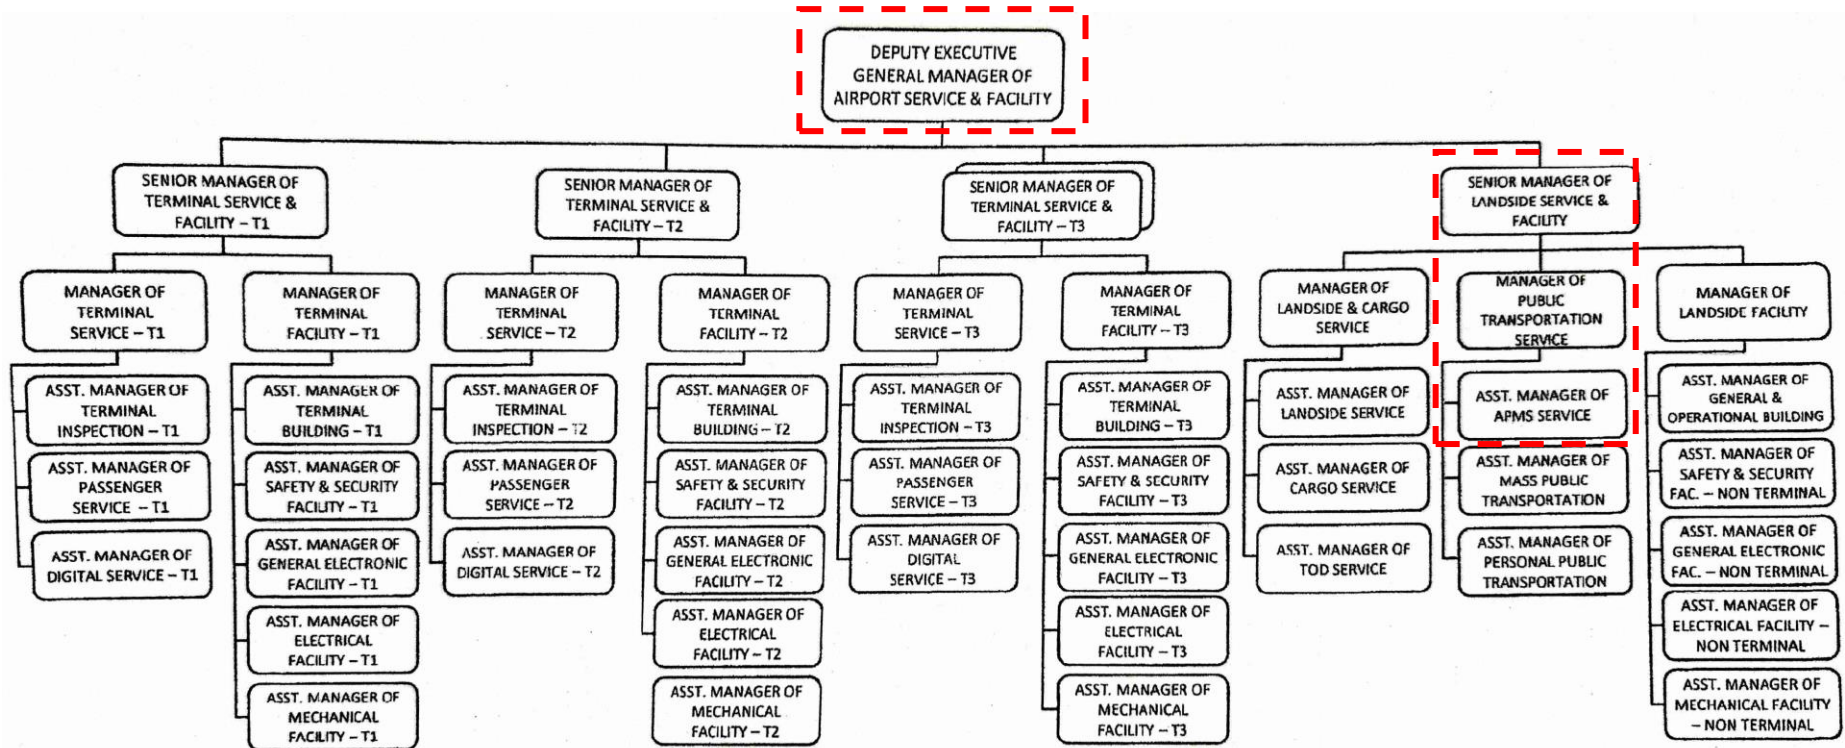 DEPUTY EXECUTIVE
GENERAL MANAGER OF
AIRPORT SERVICE & FACILITY
SENIOR MANAGER OF
TERMINAL SERVICE &
FACILITY – T1
SENIOR MANAGER OF
TERMINAL SERVICE &
FACILITY – T2
SENIOR MANAGER OF
TERMINAL SERVICE &
FACILITY – T3
SENIOR MANAGER OF
LANDSIDE SERVICE &
FACILITY
MANAGER OF
TERMINAL
SERVICE – T1
MANAGER OF
TERMINAL
FACILITY – T1
MANAGER OF
TERMINAL
SERVICE – T2
MANAGER OF
TERMINAL
FACILITY – T2
MANAGER OF
TERMINAL
SERVICE – T3
MANAGER OF
TERMINAL
FACILITY – T3
MANAGER OF
LANDSIDE & CARGO
SERVICE
MANAGER OF
PUBLIC
TRANSPORTATION
SERVICE
MANAGER OF
LANDSIDE FACILITY
ASST. MANAGER OF
TERMINAL
INSPECTION – T1
ASST. MANAGER OF
PASSENGER
SERVICE – T1
ASST. MANAGER OF
DIGITAL SERVICE – T1
ASST. MANAGER OF
TERMINAL
BUILDING – T1
ASST. MANAGER OF
SAFETY & SECURITY
FACILITY – T1
ASST. MANAGER OF
GENERAL ELECTRONIC
FACILITY – T1
ASST. MANAGER OF
ELECTRICAL
FACILITY – T1
ASST. MANAGER OF
MECHANICAL
FACILITY – T1
ASST. MANAGER OF
TERMINAL
INSPECTION – T2
ASST. MANAGER OF
PASSENGER
SERVICE – T2
ASST. MANAGER OF
DIGITAL SERVICE – T2
ASST. MANAGER OF
TERMINAL
BUILDING – T2
ASST. MANAGER OF
SAFETY & SECURITY
FACILITY – T2
ASST. MANAGER OF
GENERAL ELECTRONIC
FACILITY – T2
ASST. MANAGER OF
ELECTRICAL
FACILITY – T2
ASST. MANAGER OF
MECHANICAL
FACILITY – T2
ASST. MANAGER OF
TERMINAL
INSPECTION – T3
ASST. MANAGER OF
PASSENGER
SERVICE – T3
ASST. MANAGER OF
DIGITAL
SERVICE – T3
ASST. MANAGER OF
TERMINAL
BUILDING – T3
ASST. MANAGER OF
SAFETY & SECURITY
FACILITY – T3
ASST. MANAGER OF
GENERAL ELECTRONIC
FACILITY – T3
ASST. MANAGER OF
ELECTRICAL
FACILITY – T3
ASST. MANAGER OF
MECHANICAL
FACILITY – T3
ASST. MANAGER OF
LANDSIDE SERVICE
ASST. MANAGER OF
CARGO SERVICE
ASST. MANAGER OF
TOD SERVICE
ASST. MANAGER OF
APMS SERVICE
ASST. MANAGER OF
MASS PUBLIC
TRANSPORTATION
ASST. MANAGER OF
PERSONAL PUBLIC
TRANSPORTATION
ASST. MANAGER OF
GENERAL &
OPERATIONAL BUILDING
ASST. MANAGER OF
SAFETY & SECURITY
FAC. – NON TERMINAL
ASST. MANAGER OF
GENERAL ELECTRONIC
FAC. – NON TERMINAL
ASST. MANAGER OF
ELECTRICAL FACILITY –
NON TERMINAL
ASST. MANAGER OF
MECHANICAL FACILITY
– NON TERMINAL